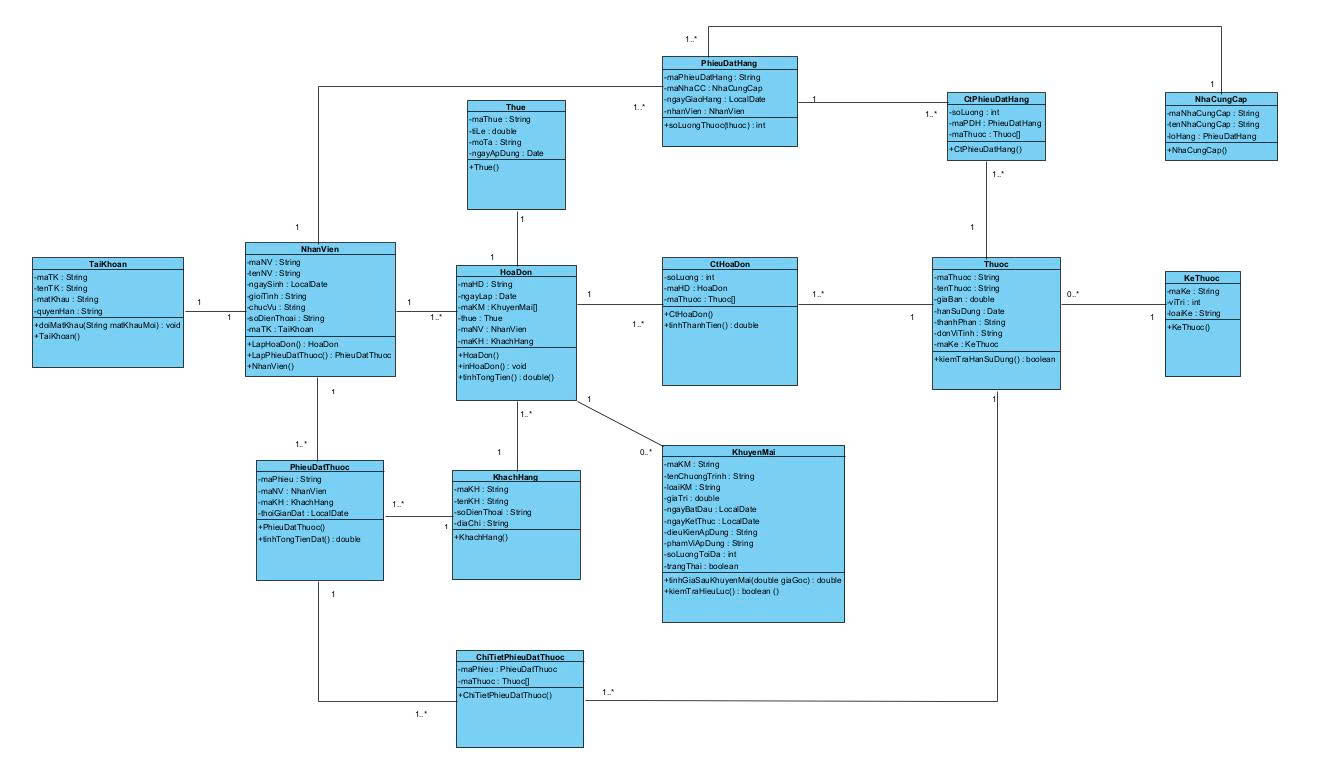 1..*
PhieuDatHang
-maPhieuDatHang : String
-maNhaCC : NhaCungCap
-ngayGiaoHang : LocalDate
-nhanVien : NhanVien
+soLuongThuoc(thuoc) : int
1..*
1
1..*
CtPhieuDatHang
-soLuong : int
-maPDH : PhieuDatHang
-maThuoc : Thuoc[]
+CtPhieuDatHang()
1..*
1
1
NhaCungCap
-maNhaCungCap : String
-tenNhaCungCap : String
-loHang : PhieuDatHang
+NhaCungCap()
Thue
-maThue : String
-tiLe : double
-moTa : String
-ngayApDung : Date
+Thue()
1
1
1
TaiKhoan
-maTK : String
-tenTK : String
-matKhau : String
-quyenHan : String
+doiMatKhau(String matKhauMoi) : void
+TaiKhoan()
1
1
NhanVien
-maNV : String
-tenNV : String
-ngaySinh : LocalDate
-gioiTinh : String
-chucVu : String
-soDienThoai : String
-maTK : TaiKhoan
+LapHoaDon() : HoaDon
+LapPhieuDatThuoc() : PhieuDatThuoc
+NhanVien()
1
1..*
HoaDon
-maHD : String
-ngayLap : Date
-maKM : KhuyenMai[]
-thue : Thue
-maNV : NhanVien
-maKH : KhachHang
+HoaDon()
+inHoaDon() : void
+tinhTongTien() : double()
1
1..*
CtHoaDon
-soLuong : int
-maHD : HoaDon
-maThuoc : Thuoc[]
+CtHoaDon()
+tinhThanhTien() : double
1..*
1
Thuoc
-maThuoc : String
-tenThuoc : String
-giaBan : double
-hanSuDung : Date
-thanhPhan : String
-donViTinh : String
-maKe : KeThuoc
+kiemTraHanSuDung() : boolean
0..*
1
KeThuoc
-maKe : String
-viTri : int
-loaiKe : String
+KeThuoc()
1
1..*
1..*
1
1
0..*
1
PhieuDatThuoc
-maPhieu : String
-maNV : NhanVien
-maKH : KhachHang
-thoiGianDat : LocalDate
+PhieuDatThuoc()
+tinhTongTienDat() : double
1..*
1
KhachHang
-maKH : String
-tenKH : String
-soDienThoai : String
-diaChi : String
+KhachHang()
KhuyenMai
-maKM : String
-tenChuongTrinh : String
-loaiKM : String
-giaTri : double
-ngayBatDau : LocalDate
-ngayKetThuc : LocalDate
-dieuKienApDung : String
-phamViApDung : String
-soLuongToiDa : int
-trangThai : boolean
+tinhGiaSauKhuyenMai(double giaGoc) : double
+kiemTraHieuLuc() : boolean ()
1
1..*
ChiTietPhieuDatThuoc
-maPhieu : PhieuDatThuoc
-maThuoc : Thuoc[]
+ChiTietPhieuDatThuoc()
1..*